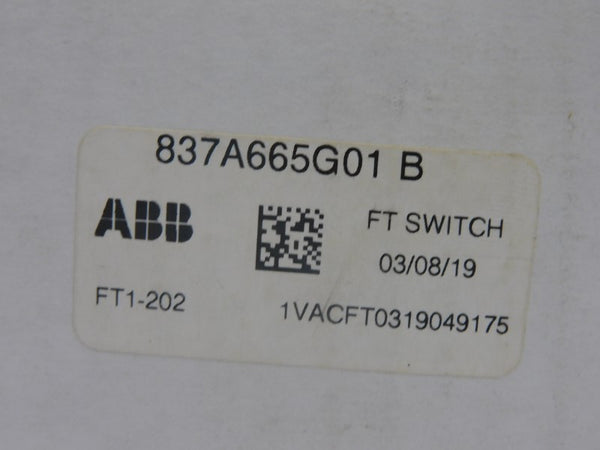 837A665G01 B
ABB
FT SWITCH
03/08/19
FT1-202
1VACFT0319049175